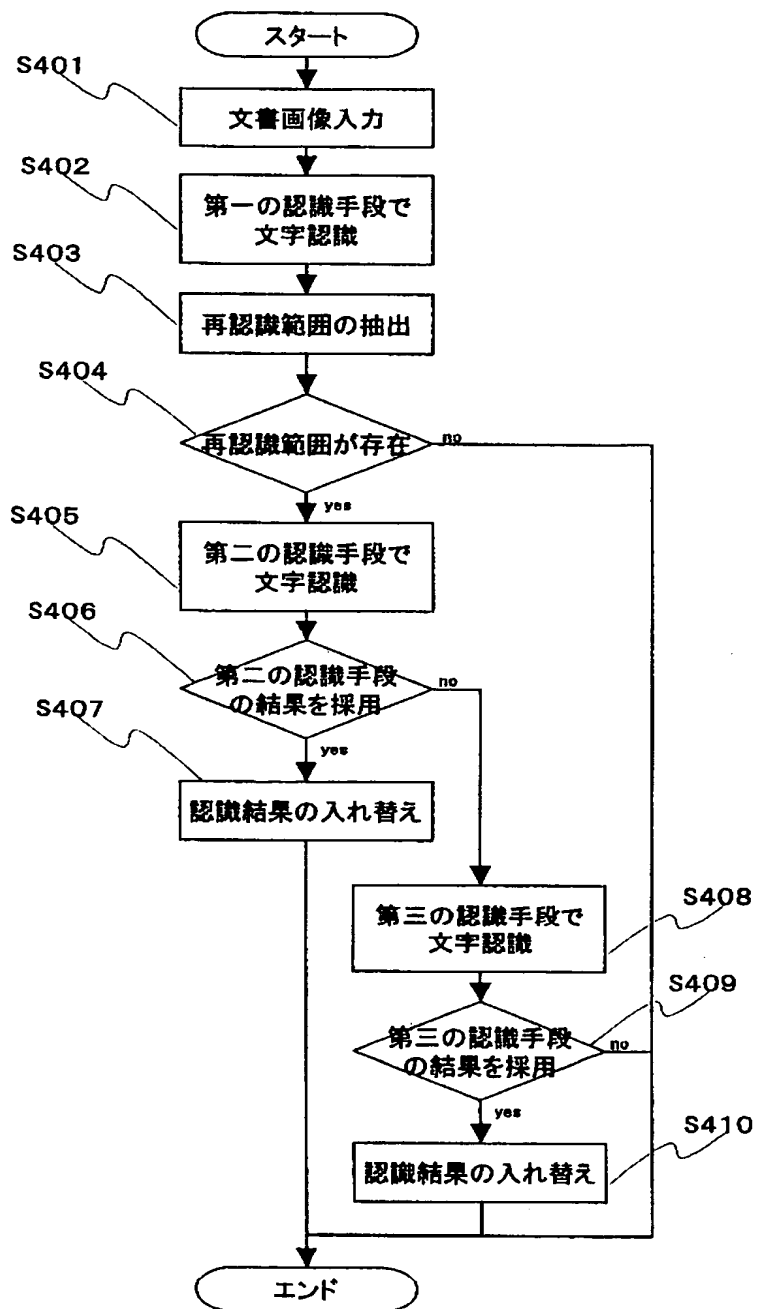 スタート
S401
文書画像入力
S402
第一の認識手段で
文字認識
S403
再認識範囲の抽出
S404
再認識範囲が存在
no
yes
S405
第二の認識手段で
文字認識
S406
第二の認識手段
の結果を採用
no
yes
S407
認識結果の入れ替え
第三の認識手段で
文字認識
S408
S409
第三の認識手段
の結果を採用
no
yes
S410
認識結果の入れ替え
エンド